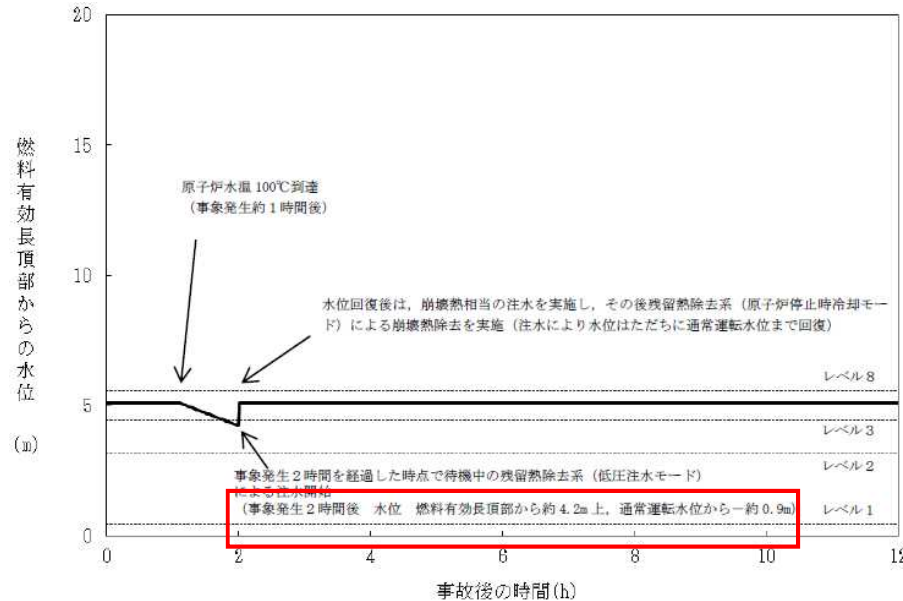 20
15
10
5
0
燃料有効長頂部からの水位
(m)
原子炉水温 100℃到達
(事象発生約1時間後)
水位回復後は,崩壊熱相当の注水を実施し,その後残留熱除去系(原子炉停止時冷却モー
ド)による崩壊熱除去を実施(注水により水位はただちに通常運転水位まで回復)
レベル8
レベル3
レベル2
事象発生2時間を経過した時点で待機中の残留熱除去系(低圧注水モード)
による注水開始
(事象発生2時間後 水位 燃料有効長頂部から約4.2m上,通常運転水位から-約0.9m)
レベル1
0 2 4 6 8 10 12
事故後の時間(h)